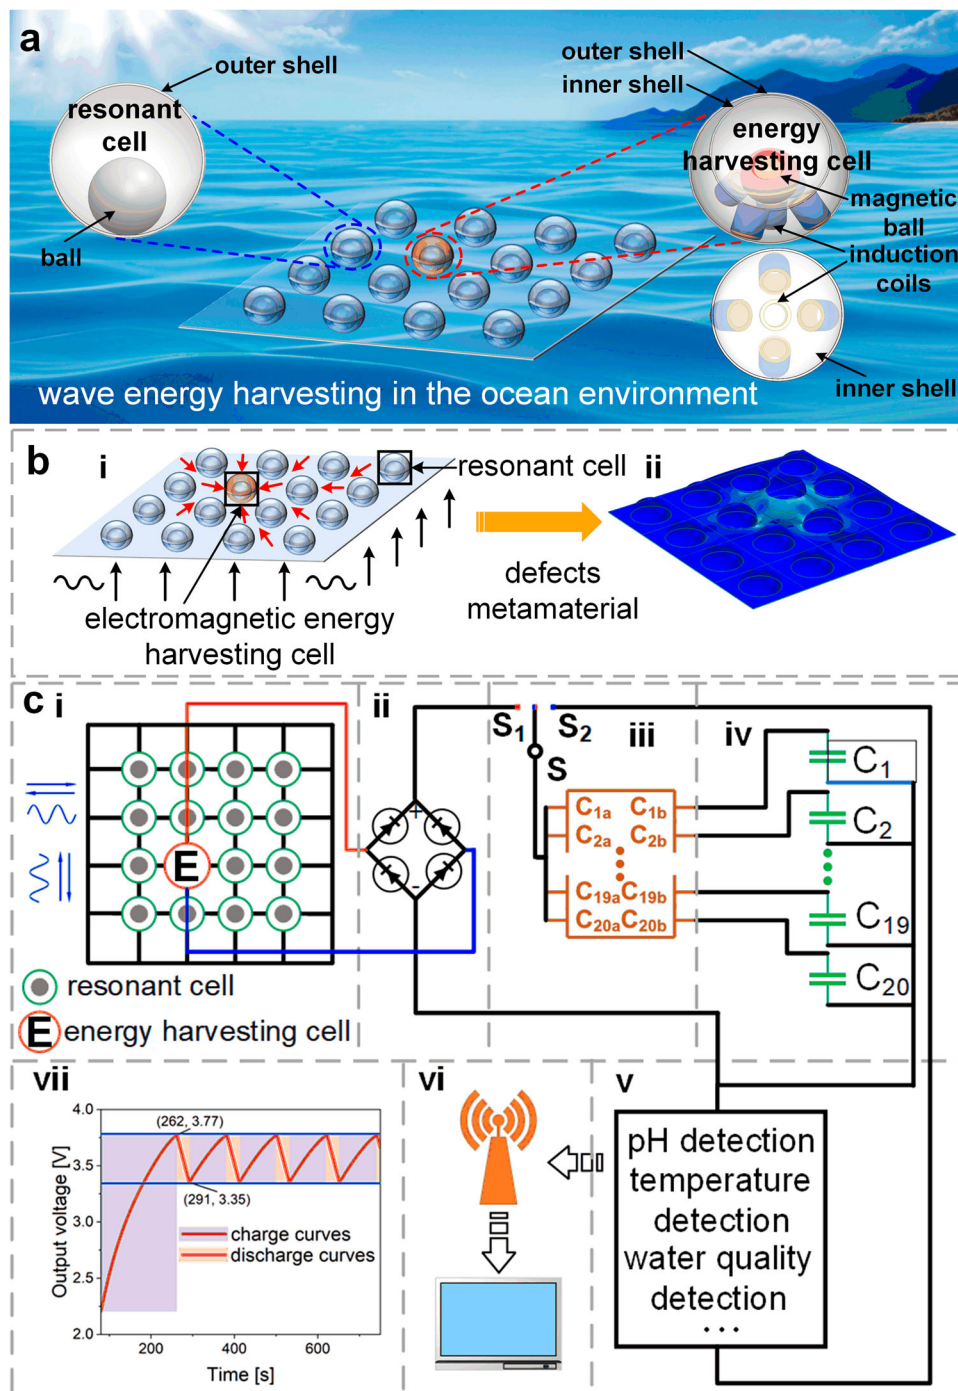 a
outer shell
resonant
cell
ball
outer shell
inner shell
energy
harvesting cell
magnetic
ball
induction
coils
inner shell
wave energy harvesting in the ocean environment
b
i
resonant cell
ii
defects
metamaterial
electromagnetic energy
harvesting cell
c
i
E
resonant cell
E
energy harvesting cell
ii
+
-
S1
S2
S
iii
C1a C1b
C2a C2b
C19a C19b
C20a C20b
iv
C1
C2
C19
C20
vii
Output voltage [V]
4.0
3.5
3.0
2.5
2.0
(262, 3.77)
(291, 3.35)
charge curves
discharge curves
200
400
600
Time [s]
vi
v
pH detection
temperature
detection
water quality
detection
...